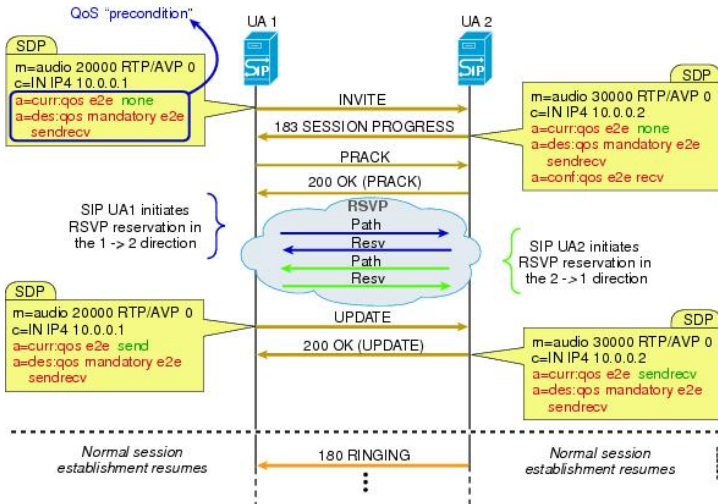 QoS "precondition"
UA 1
UA 2
SIP
SIP
SDP
m=audio 20000 RTP/AVP 0
c=IN IP4 10.0.0.1
a=curr:qos e2e none
a=des:qos mandatory e2e
sendrecv
INVITE
183 SESSION PROGRESS
PRACK
200 OK (PRACK)
SDP
m=audio 30000 RTP/AVP 0
c=IN IP4 10.0.0.2
a=curr:qos e2e none
a=des:qos mandatory e2e
sendrecv
a=conf:qos e2e recv
SIP UA1 initiates
RSVP reservation in
the 1 -> 2 direction
RSVP
Path
Resv
Path
Resv
SIP UA2 initiates
RSVP reservation in
the 2 -> 1 direction
SDP
m=audio 20000 RTP/AVP 0
c=IN IP4 10.0.0.1
a=curr:qos e2e send
a=des:qos mandatory e2e
sendrecv
UPDATE
200 OK (UPDATE)
SDP
m=audio 30000 RTP/AVP 0
c=IN IP4 10.0.0.2
a=curr:qos e2e sendrecv
a=des:qos mandatory e2e
sendrecv
Normal session
establishment resumes
180 RINGING
Normal session
establishment resumes